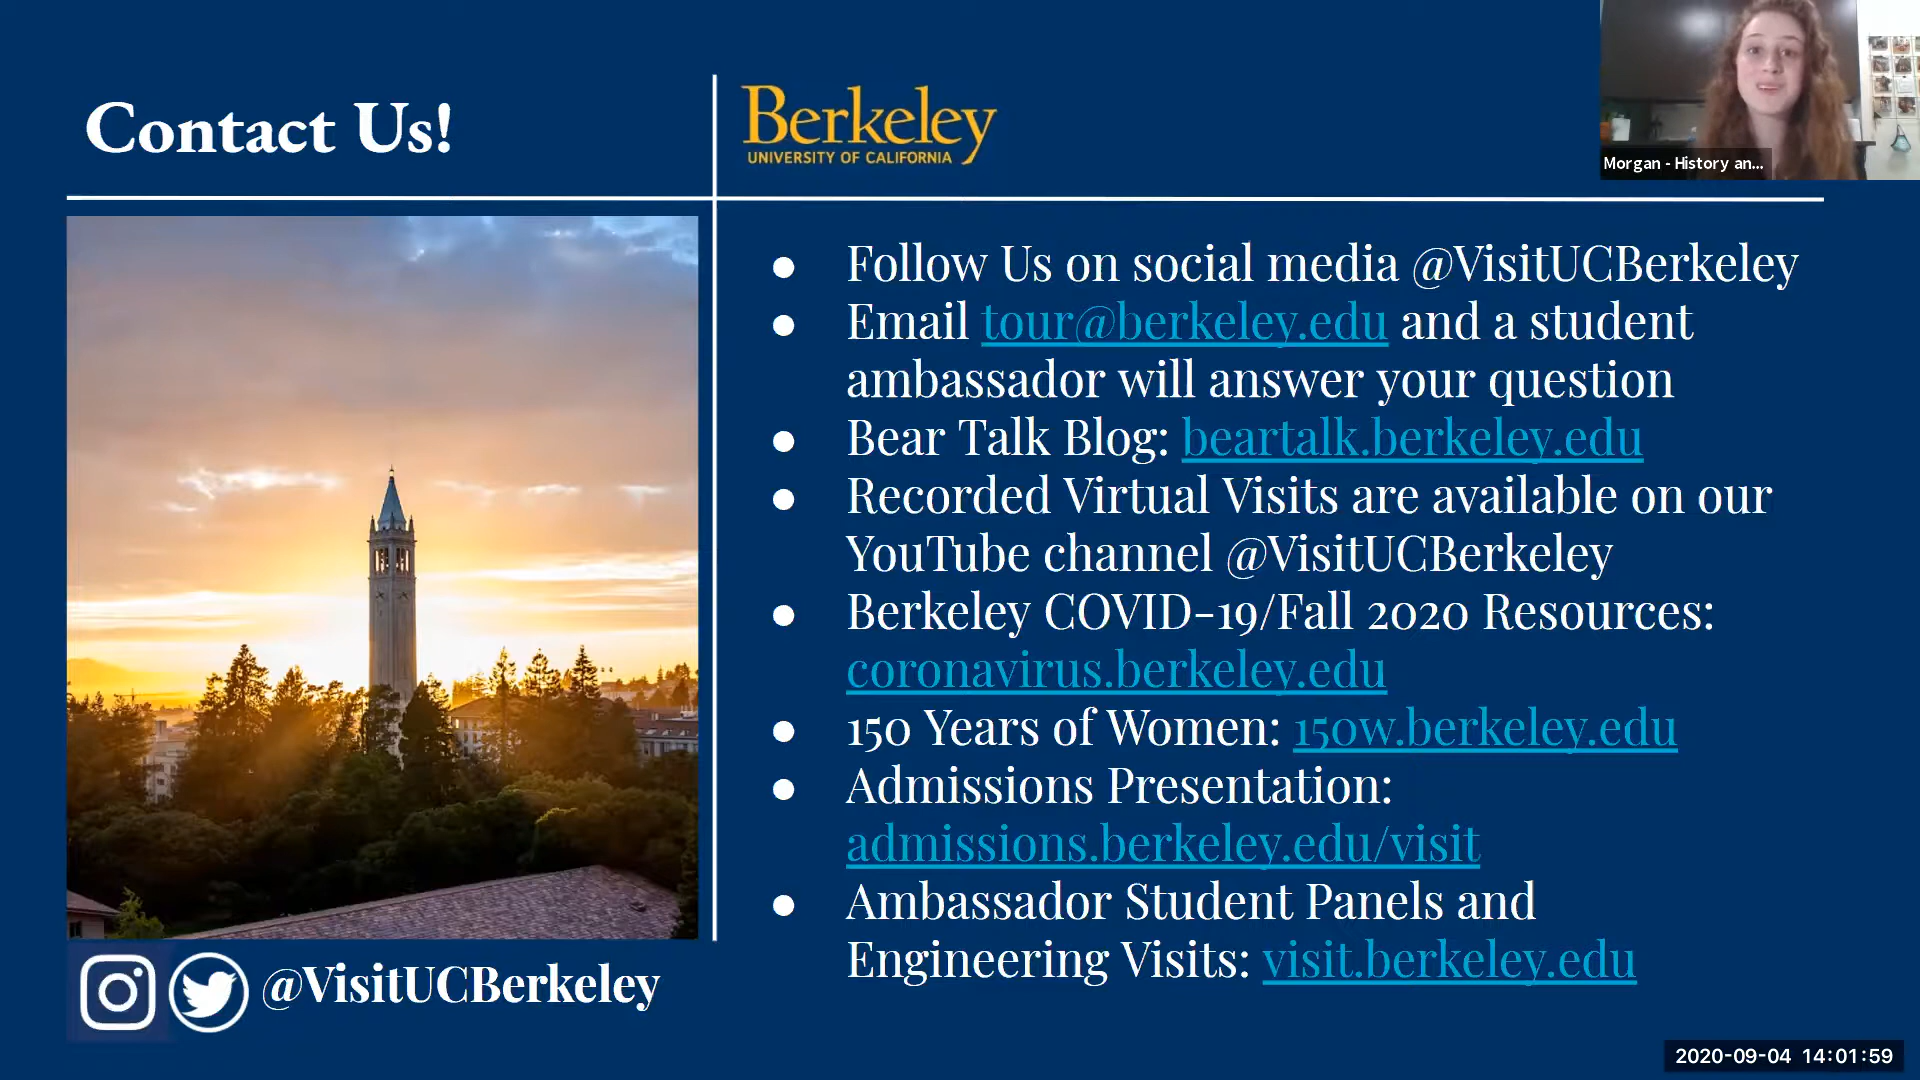 Contact Us!
Berkeley
UNIVERSITY OF CALIFORNIA
Morgan - History an...
● Follow Us on social media @VisitUCBerkeley
● Email tour@berkeley.edu and a student
ambassador will answer your question
● Bear Talk Blog: beartalk.berkeley.edu
● Recorded Virtual Visits are available on our
YouTube channel @VisitUCBerkeley
● Berkeley COVID-19/Fall 2020 Resources:
coronavirus.berkeley.edu
● 150 Years of Women: 150w.berkeley.edu
● Admissions Presentation:
admissions.berkeley.edu/visit
● Ambassador Student Panels and
Engineering Visits: visit.berkeley.edu
@VisitUCBerkeley
2020-09-04 14:01:59